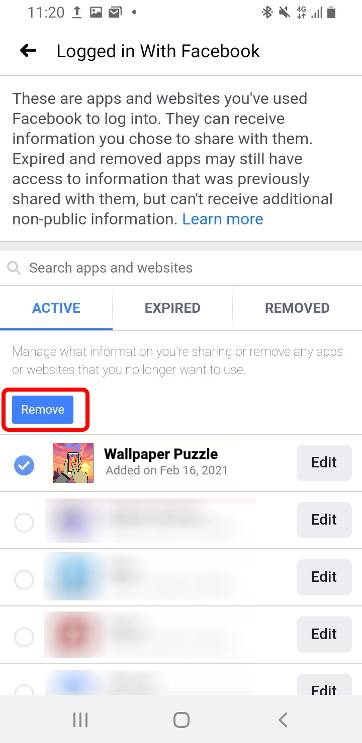 11:20
4G
Logged in With Facebook
These are apps and websites you've used
Facebook to log into. They can receive
information you chose to share with them.
Expired and removed apps may still have
access to information that was previously
shared with them, but can't receive additional
non-public information. Learn more
Search apps and websites
ACTIVE EXPIRED REMOVED
Manage what information you're sharing or remove any apps
or websites that you no longer want to use.
Remove
Wallpaper Puzzle
Added on Feb 16, 2021
Edit
Edit
Edit
Edit
Edit